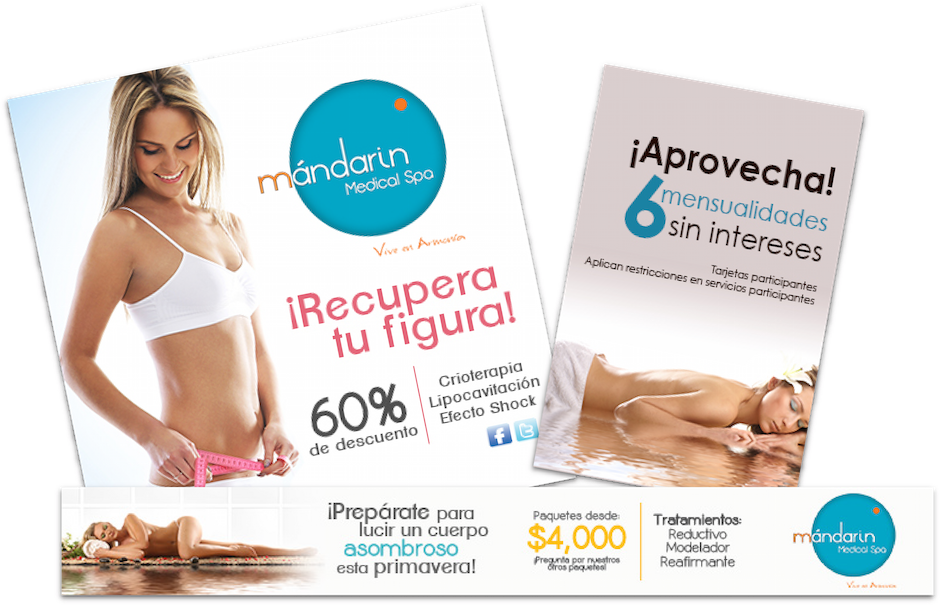 mándarin
Medical Spa
Vive en Armonía
¡Recupera
tu figura!
60%
de descuento
Crioterapia
Lipocavitación
Efecto Shock
¡Aprovecha!
6 mensualidades
sin intereses
Tarjetas participantes
Aplican restricciones en servicios participantes
¡Prepárate para
lucir un cuerpo
asombroso
esta primavera!
Paquetes desde:
$4,000
¡Pregunta por nuestros
otros paquetes!
Tratamientos:
Reductivo
Modelador
Reafirmante
mándarin
Medical Spa
Vive en Armonía